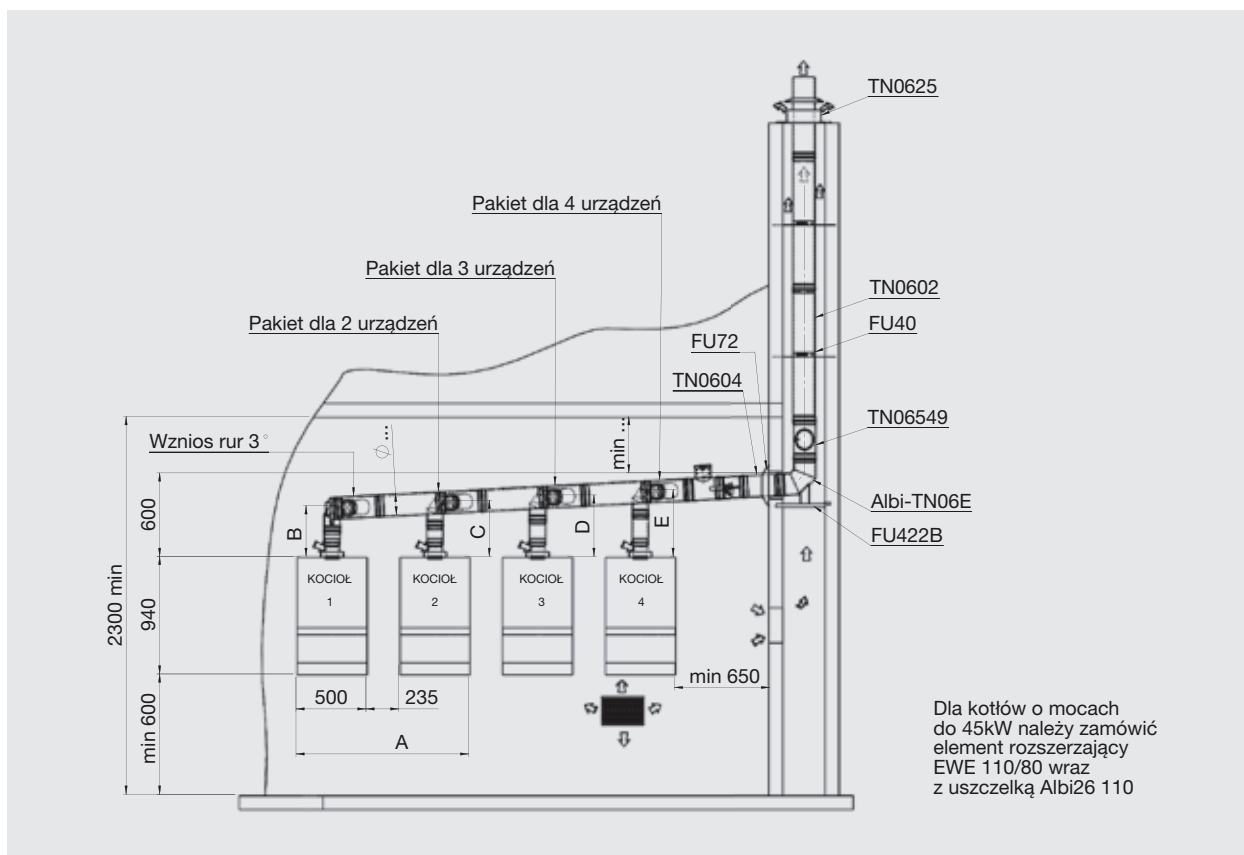 TN0625
Pakiet dla 4 urządzeń
Pakiet dla 3 urządzeń
TN0602
Pakiet dla 2 urządzeń
FU40
FU72
TN0604
TN06549
Wznios rur 3°
Ø ...
min ...
Albi-TN06E
FU422B
600
B
C
D
E
KOCIOŁ
1
KOCIOŁ
2
KOCIOŁ
3
KOCIOŁ
4
2300 min
940
min 600
500
235
A
min 650
Dla kotłów o mocach
do 45kW należy zamówić
element rozszerzający
EWE 110/80 wraz
z uszczelką Albi26 110